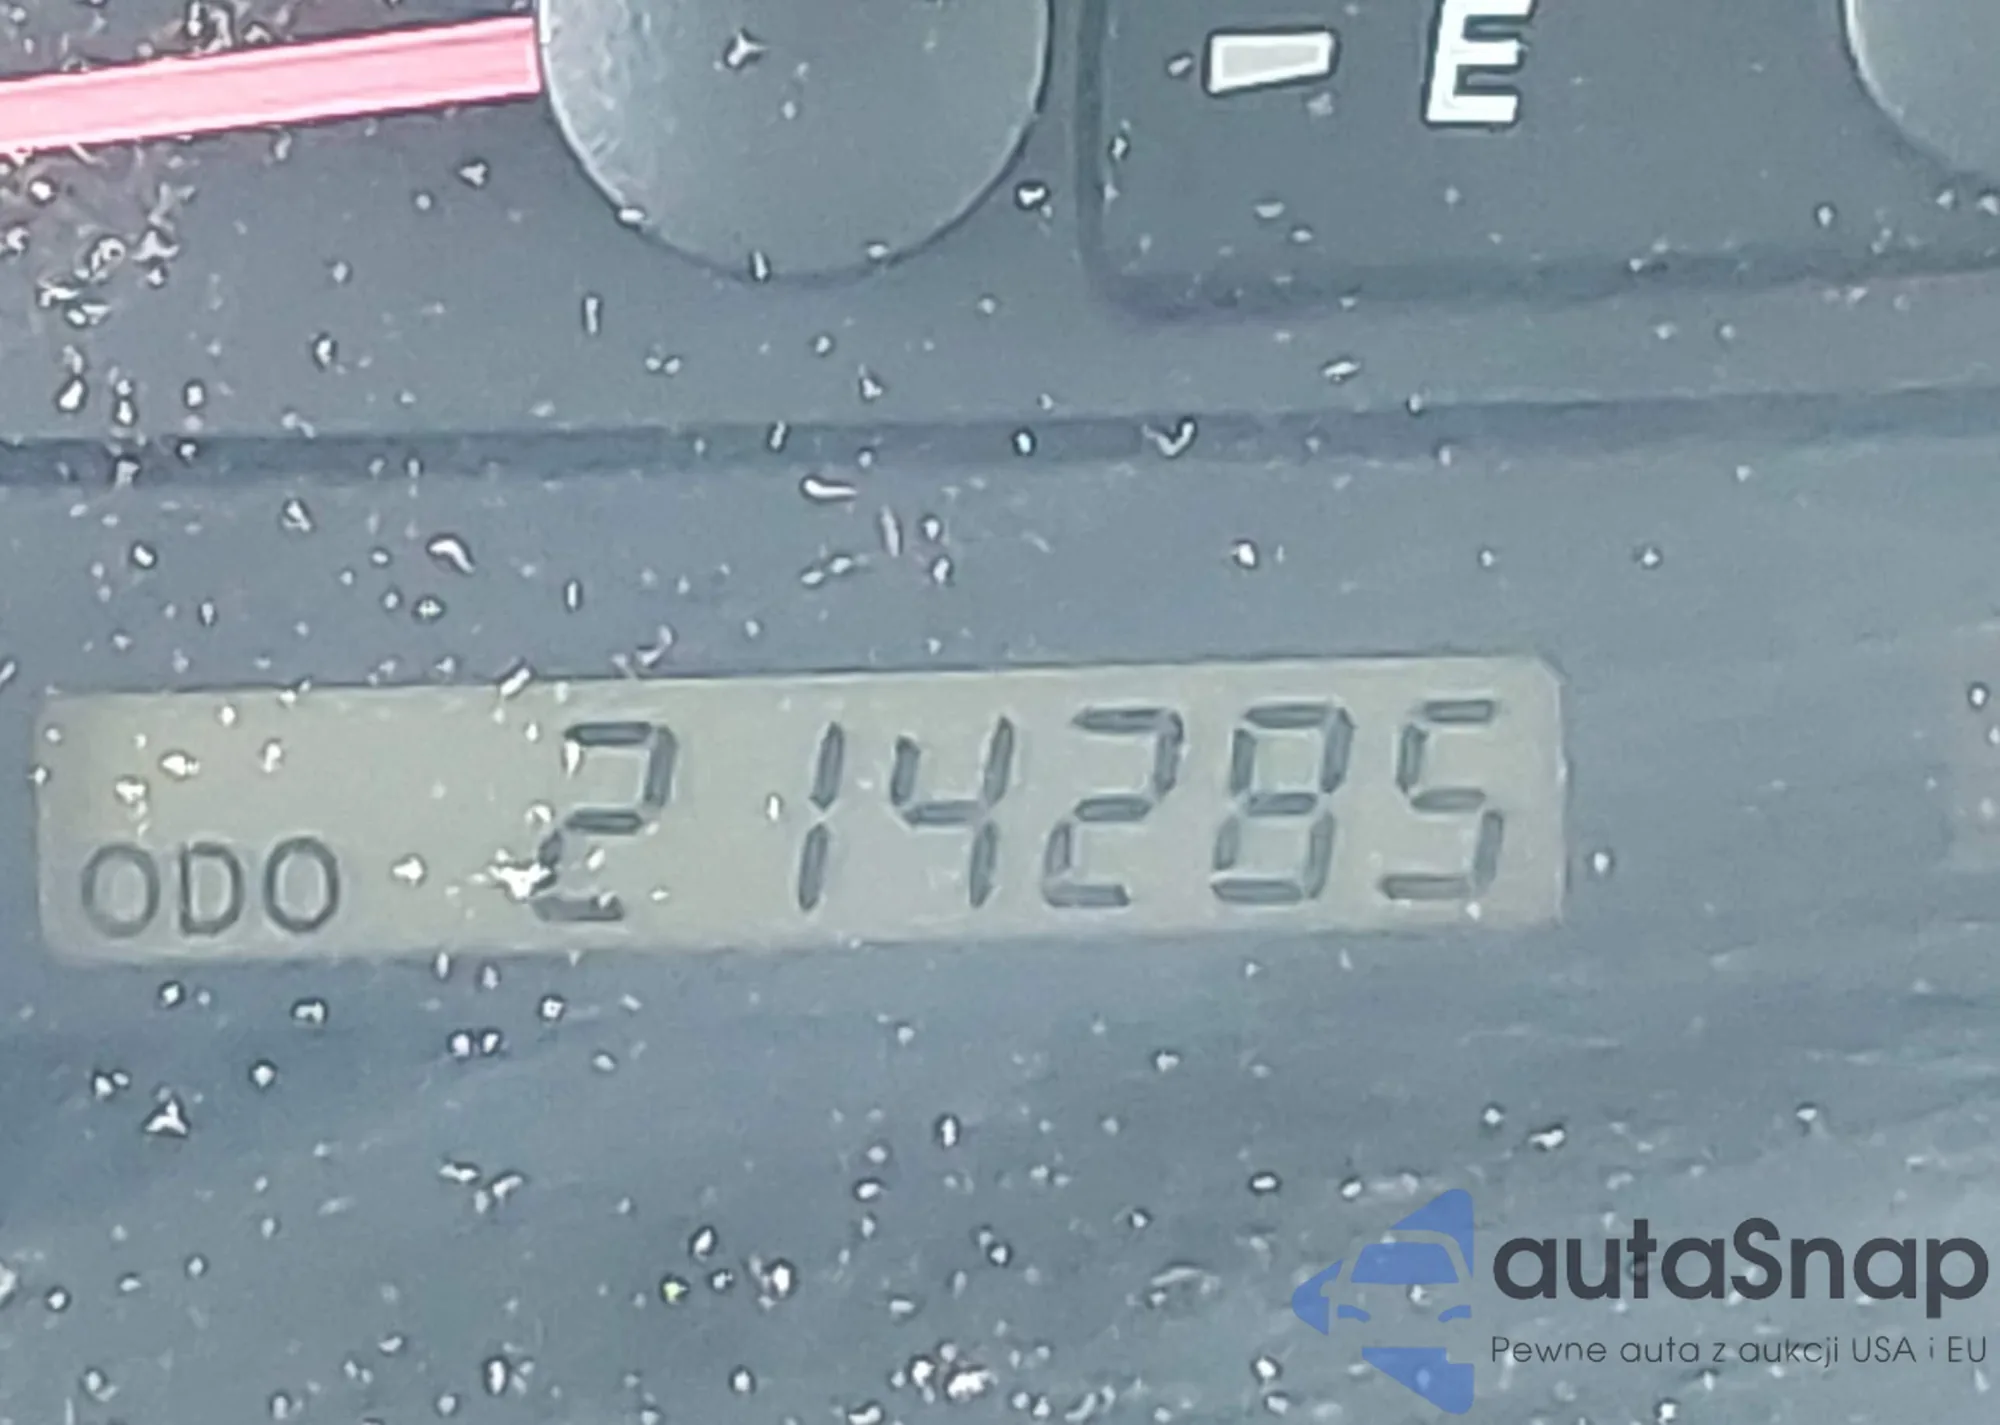 E
ODO 214285
autaSnap
Pewne auta z aukcji USA i EU